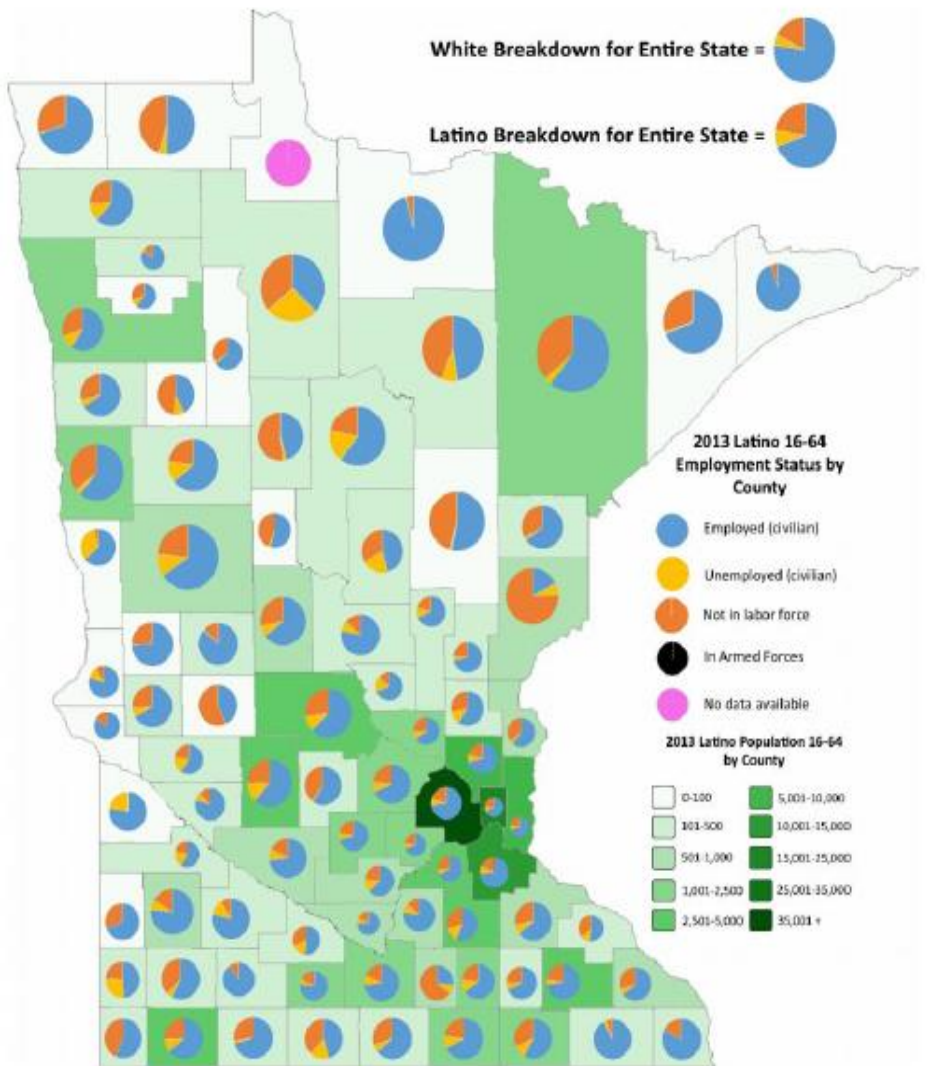 White Breakdown for Entire State =
Latino Breakdown for Entire State =
2013 Latino 16-64
Employment Status by
County
Employed (civilian)
Unemployed (civilian)
Not in labor force
In Armed Forces
No data available
2013 Latino Population 16-64
by County
0-100
5,001-10,000
101-500
10,001-15,000
501-1,000
15,001-25,000
1,001-2,500
25,001-35,000
2,501-5,000
35,001 +